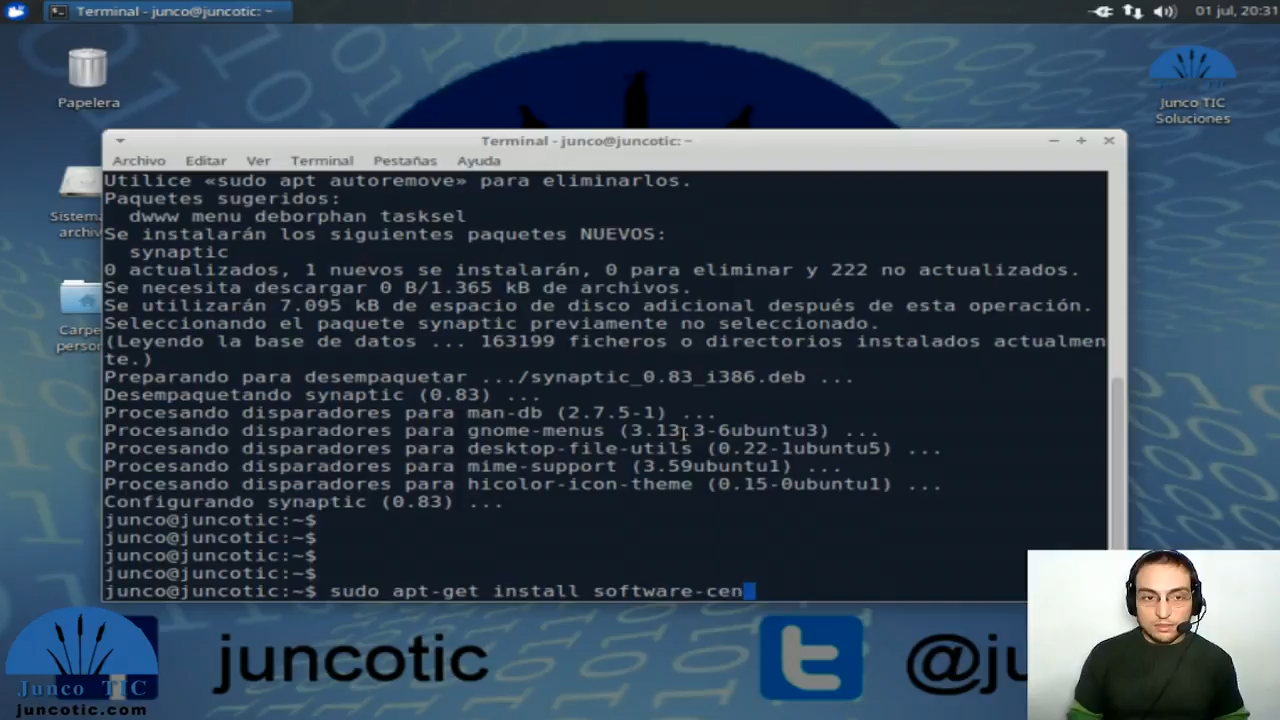 Terminal - junco@juncotic: ~
01 jul, 20:31
Papelera
Junco TIC
Soluciones
Terminal - junco@juncotic: ~
Archivo Editar Ver Terminal Pestañas Ayuda
Utilice «sudo apt autoremove» para eliminarlos.
Paquetes sugeridos:
dwww menu deborphan tasksel
Se instalarán los siguientes paquetes NUEVOS:
synaptic
0 actualizados, 1 nuevos se instalarán, 0 para eliminar y 222 no actualizados.
Se necesita descargar 0 B/1.365 kB de archivos.
Se utilizarán 7.095 kB de espacio de disco adicional después de esta operación.
Seleccionando el paquete synaptic previamente no seleccionado.
(Leyendo la base de datos ... 163199 ficheros o directorios instalados actualmen
te.)
Preparando para desempaquetar .../synaptic_0.83_i386.deb ...
Desempaquetando synaptic (0.83) ...
Procesando disparadores para man-db (2.7.5-1) ...
Procesando disparadores para gnome-menus (3.13.3-6ubuntu3) ...
Procesando disparadores para desktop-file-utils (0.22-1ubuntu5) ...
Procesando disparadores para mime-support (3.59ubuntu1) ...
Procesando disparadores para hicolor-icon-theme (0.15-0ubuntu1) ...
Configurando synaptic (0.83) ...
junco@juncotic:~$
junco@juncotic:~$
junco@juncotic:~$
junco@juncotic:~$
junco@juncotic:~$ sudo apt-get install software-cen
Sistem
archiv
Carpe
person
juncotic
@ju
Junco TIC
juncotic.com